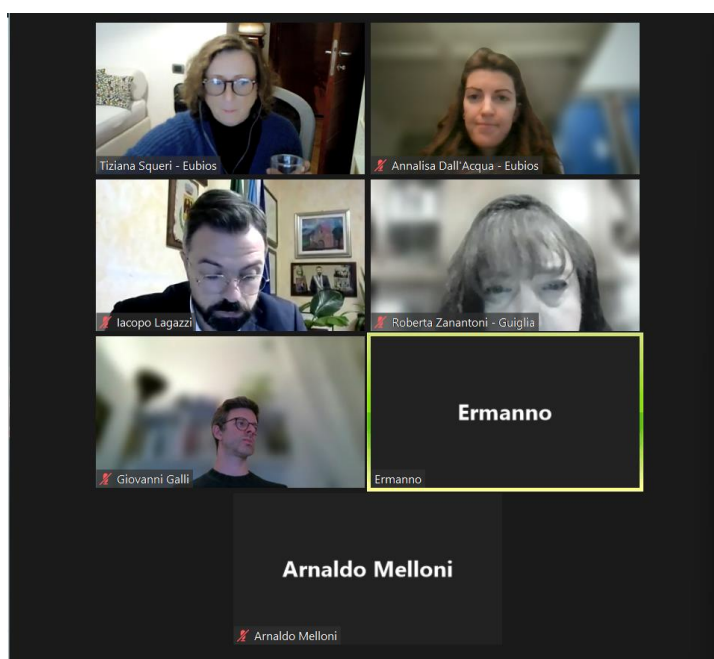 Tiziana Squeri - Eubios
Annalisa Dall'Acqua - Eubios
Iacopo Lagazzi
Roberta Zanantoni - Guiglia
Giovanni Galli
Ermanno
Ermanno
Arnaldo Melloni
Arnaldo Melloni